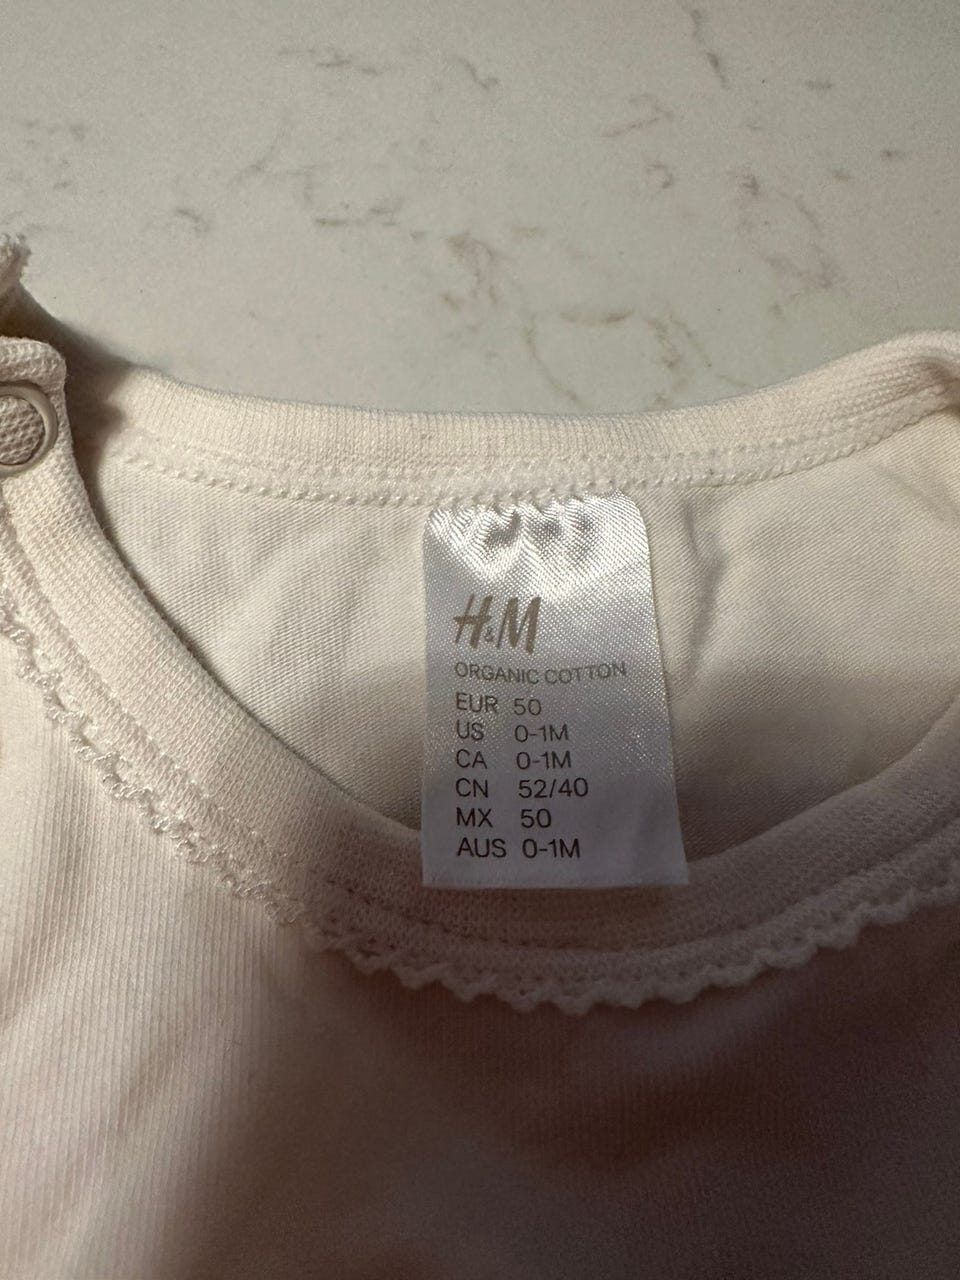 H&M
ORGANIC COTTON
EUR 50
US 0-1M
CA 0-1M
CN 52/40
MX 50
AUS 0-1M